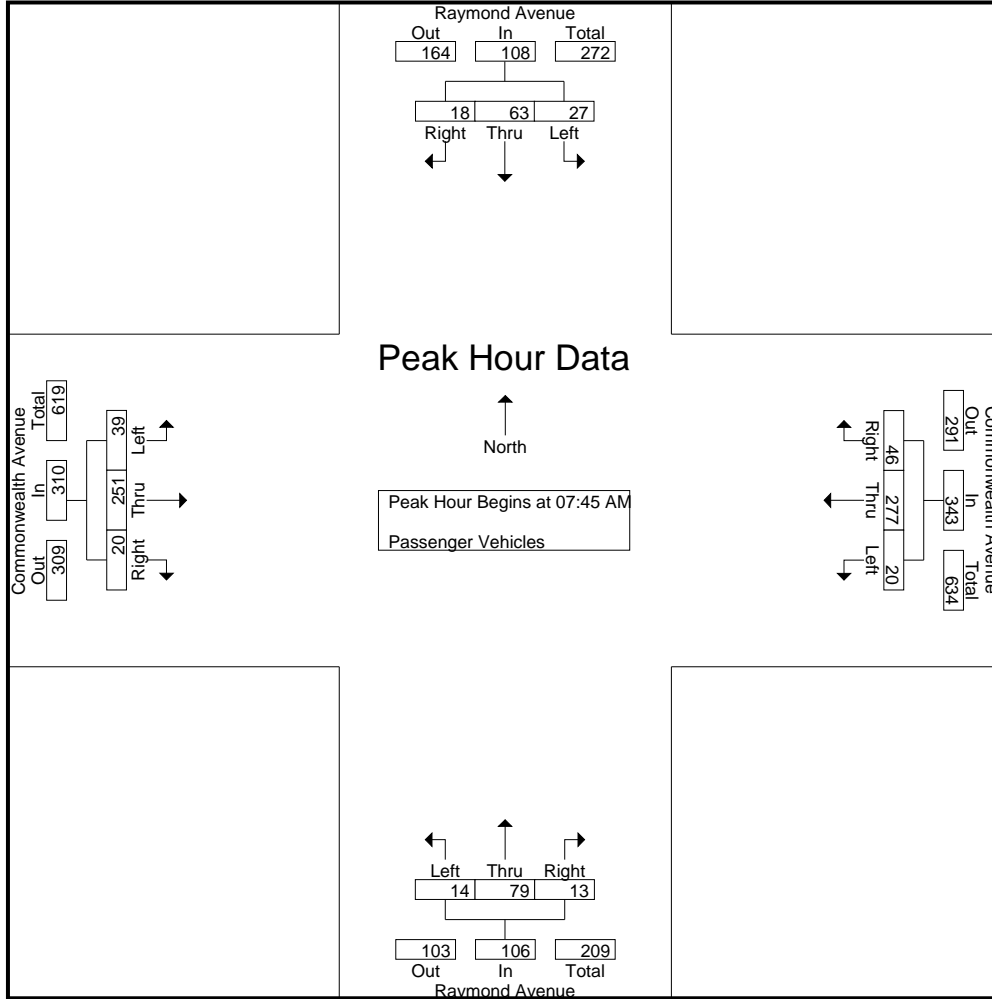 Raymond Avenue
Out In Total
164 108 272
18 63 27
Right Thru Left
Peak Hour Data
North
Peak Hour Begins at 07:45 AM
Passenger Vehicles
Commonwealth Avenue
Total In Out
619 310 309
39 251 20
Left Thru Right
Commonwealth Avenue
Out In Total
291 343 634
46 277 20
Right Thru Left
Left Thru Right
14 79 13
103 106 209
Out In Total
Raymond Avenue